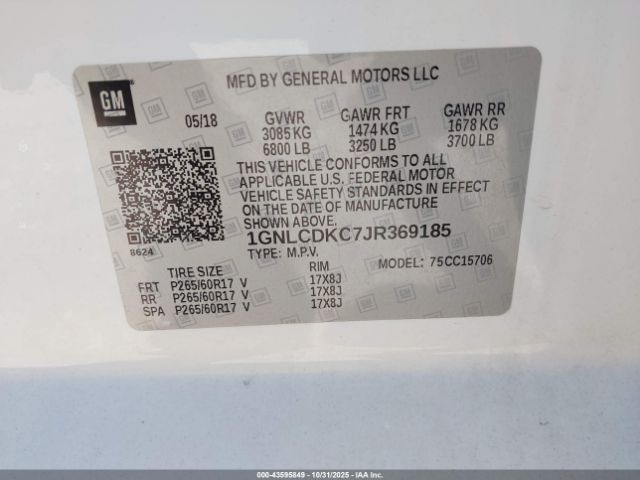 GM
MFD BY GENERAL MOTORS LLC
05/18 GVWR GAWR FRT GAWR RR
3085 KG 1474 KG 1678 KG
6800 LB 3250 LB 3700 LB
THIS VEHICLE CONFORMS TO ALL
APPLICABLE U.S. FEDERAL MOTOR
VEHICLE SAFETY STANDARDS IN EFFECT
ON THE DATE OF MANUFACTURE
SHOWN ABOVE.
1GNLCDKC7JR369185
8624
TYPE: M.P.V. MODEL: 75CC15706
TIRE SIZE RIM
FRT P265/60R17 V 17X8J
RR P265/60R17 V 17X8J
SPA P265/60R17 V 17X8J
000-43595849 - 10/31/2025 - IAAI.COM